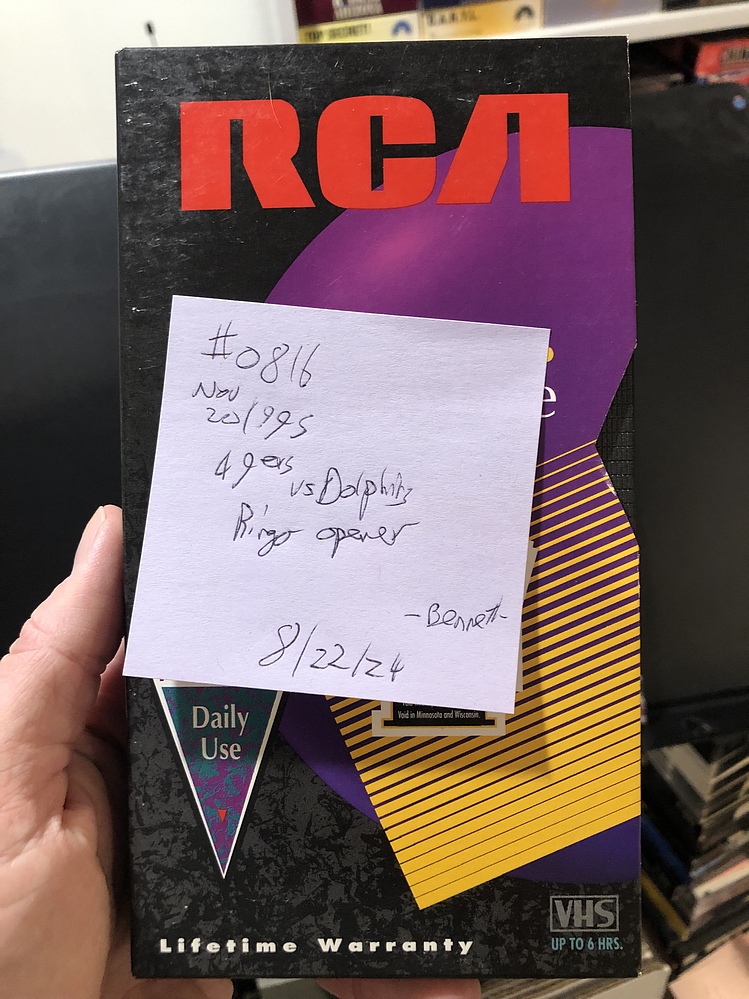 RCA
e
#0816
Nov
20/1995
49ers
vs Dolphins
Ringo opener
-Bennett
8/22/24
Daily
Use
Void in Minnesota and Wisconsin.
Lifetime Warranty
VHS
UP TO 6 HRS.